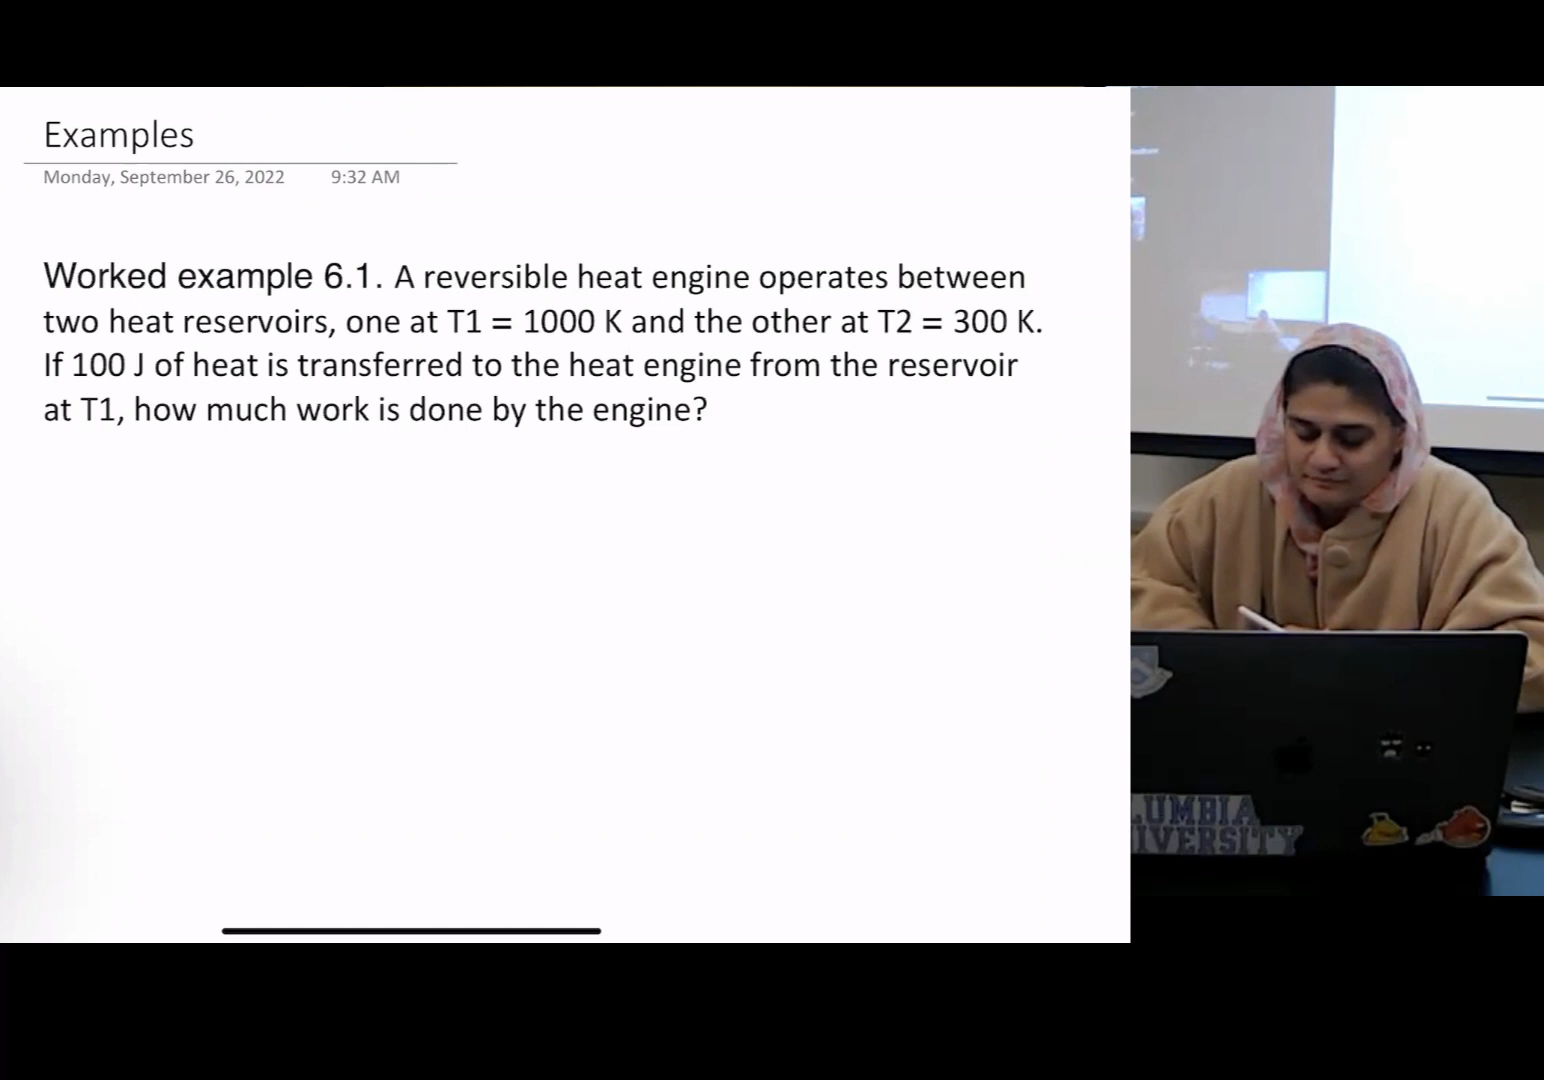 Examples
Monday, September 26, 2022 9:32 AM
Worked example 6.1. A reversible heat engine operates between
two heat reservoirs, one at T1 = 1000 K and the other at T2 = 300 K.
If 100 J of heat is transferred to the heat engine from the reservoir
at T1, how much work is done by the engine?
LUMBIA
IVERSITY